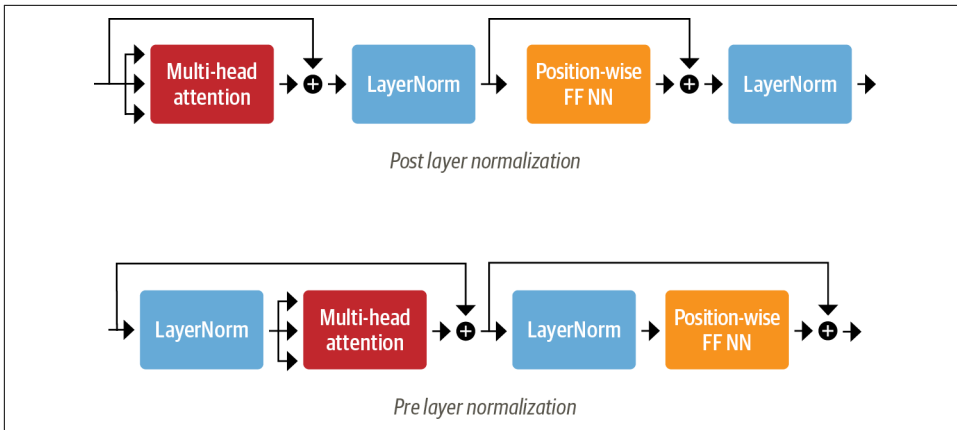 Multi-head
attention
LayerNorm
Position-wise
FF NN
LayerNorm
Post layer normalization
LayerNorm
Multi-head
attention
LayerNorm
Position-wise
FF NN
Pre layer normalization